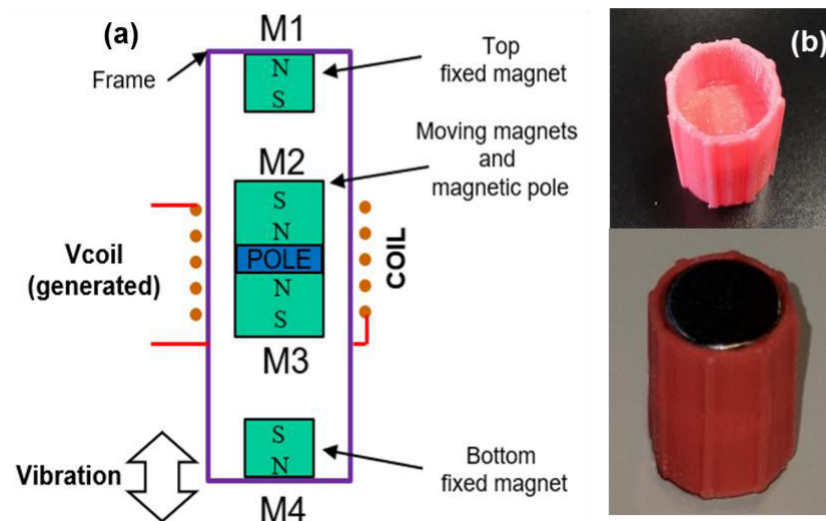 (a)
M1
Frame
N
S
Top
fixed magnet
M2
Moving magnets
and
magnetic pole
S
N
POLE
N
S
Vcoil
(generated)
COIL
M3
Vibration
S
N
Bottom
fixed magnet
M4
(b)